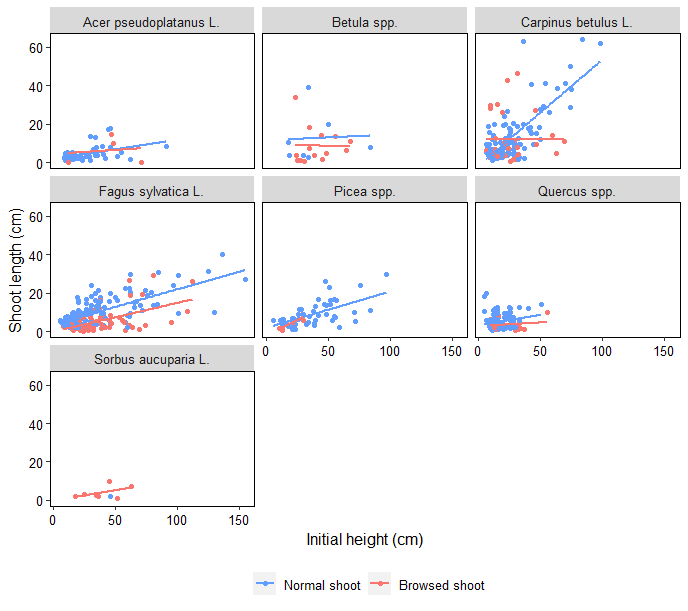 Acer pseudoplatanus L. Betula spp. Carpinus betulus L.
60
40
20
0
Fagus sylvatica L. Picea spp. Quercus spp.
Shoot length (cm)
60
40
20
0
0 50 100 150 0 50 100 150
Sorbus aucuparia L.
60
40
20
0
0 50 100 150
Initial height (cm)
Normal shoot Browsed shoot